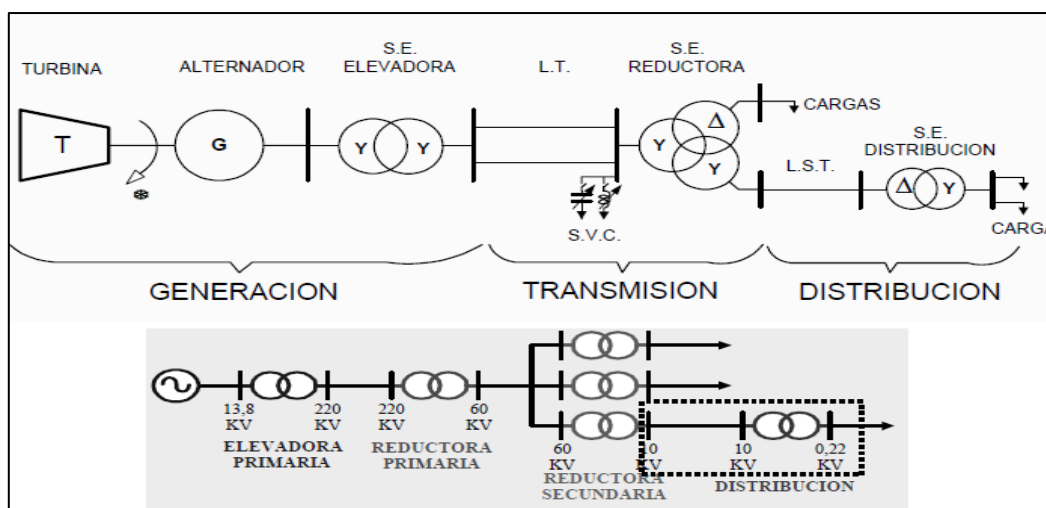 S.E.
S.E.
TURBINA
ALTERNADOR
ELEVADORA
L.T.
REDUCTORA
CARGAS
S.E.
DISTRIBUCION
T
G
Y
Y
Y
Δ
Y
L.S.T.
Δ
Y
S.V.C.
CARGA
GENERACION
TRANSMISION
DISTRIBUCION
13,8
KV
220
KV
220
KV
60
KV
ELEVADORA
PRIMARIA
REDUCTORA
PRIMARIA
60
KV
10
KV
10
KV
0,22
KV
REDUCTORA
SECUNDARIA
DISTRIBUCION